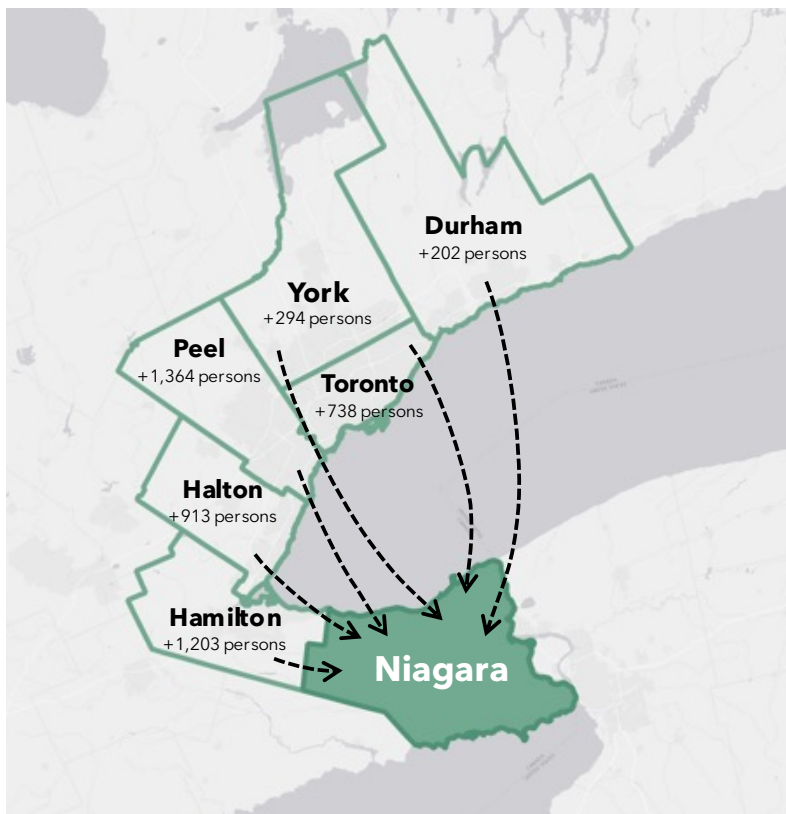 Durham
+202 persons
York
+294 persons
Peel
+1,364 persons
Toronto
+738 persons
Halton
+913 persons
Hamilton
+1,203 persons
Niagara